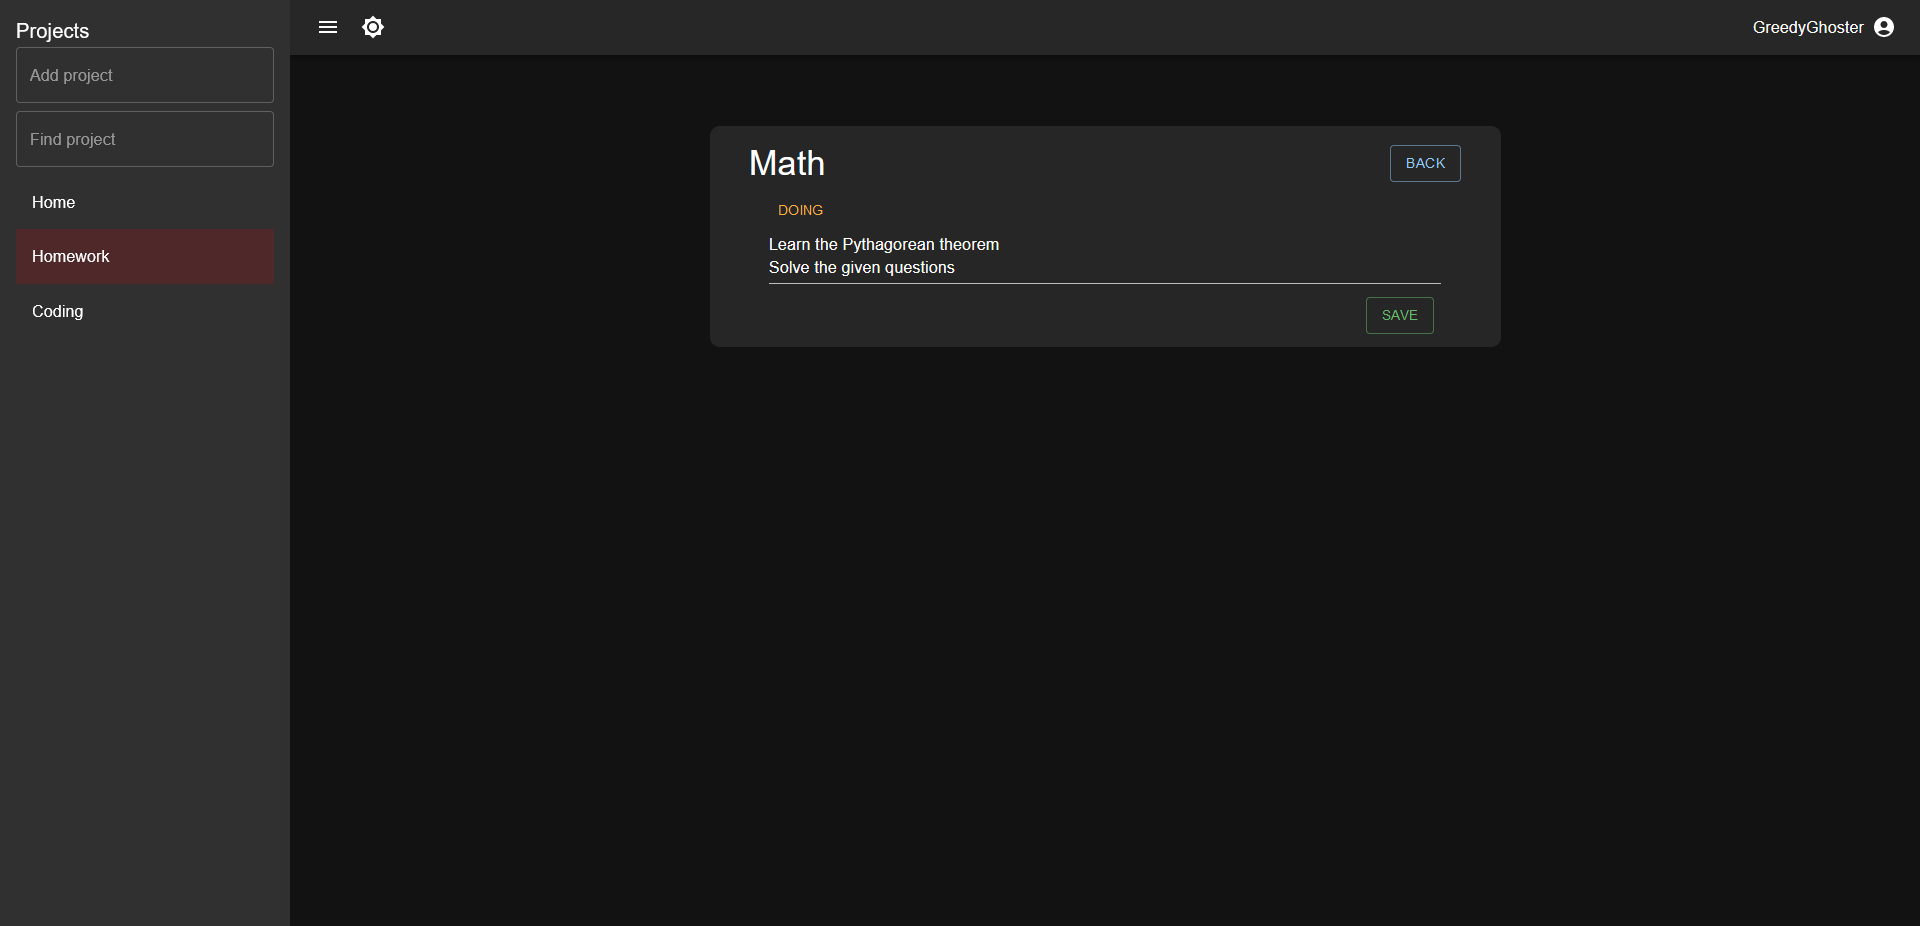 Projects
Add project
Find project
Home
Homework
Coding
GreedyGhoster
Math
BACK
DOING
Learn the Pythagorean theorem
Solve the given questions
SAVE